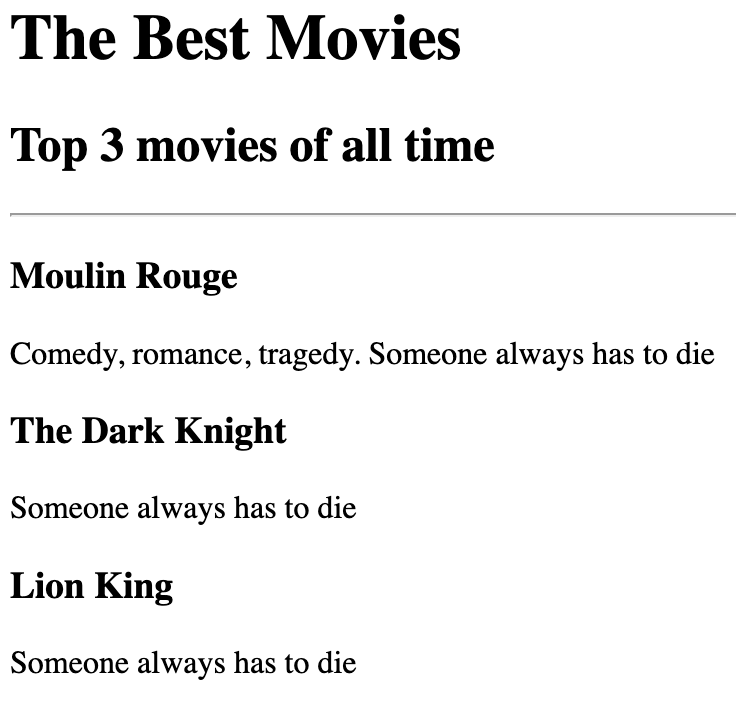 The Best Movies
Top 3 movies of all time
Moulin Rouge
Comedy, romance, tragedy. Someone always has to die
The Dark Knight
Someone always has to die
Lion King
Someone always has to die